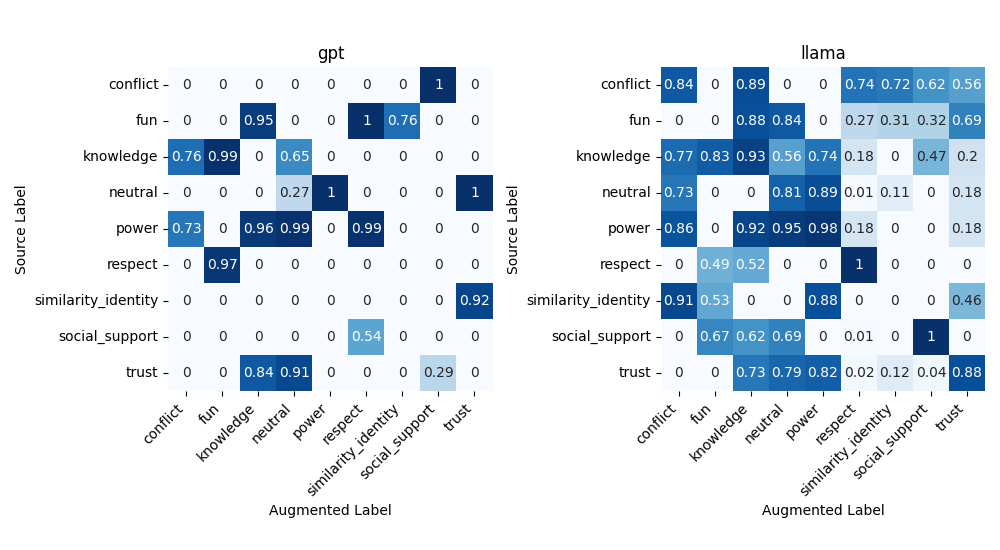 gpt
conflict 0 0 0 0 0 0 0 1 0
fun 0 0 0.95 0 0 1 0.76 0 0
knowledge 0.76 0.99 0 0.65 0 0 0 0 0
neutral 0 0 0 0.27 1 0 0 0 1
power 0.73 0 0.96 0.99 0 0.99 0 0 0
respect 0 0.97 0 0 0 0 0 0 0
similarity_identity 0 0 0 0 0 0 0 0 0.92
social_support 0 0 0 0 0 0.54 0 0 0
trust 0 0 0.84 0.91 0 0 0 0.29 0
conflict fun knowledge neutral power respect similarity_identity social_support trust
Source Label
Augmented Label
llama
conflict 0.84 0 0.89 0 0 0.74 0.72 0.62 0.56
fun 0 0 0.88 0.84 0 0.27 0.31 0.32 0.69
knowledge 0.77 0.83 0.93 0.56 0.74 0.18 0 0.47 0.2
neutral 0.73 0 0 0.81 0.89 0.01 0.11 0 0.18
power 0.86 0 0.92 0.95 0.98 0.18 0 0 0.18
respect 0 0.49 0.52 0 0 1 0 0 0
similarity_identity 0.91 0.53 0 0 0.88 0 0 0 0.46
social_support 0 0.67 0.62 0.69 0 0.01 0 1 0
trust 0 0 0.73 0.79 0.82 0.02 0.12 0.04 0.88
conflict fun knowledge neutral power respect similarity_identity social_support trust
Source Label
Augmented Label